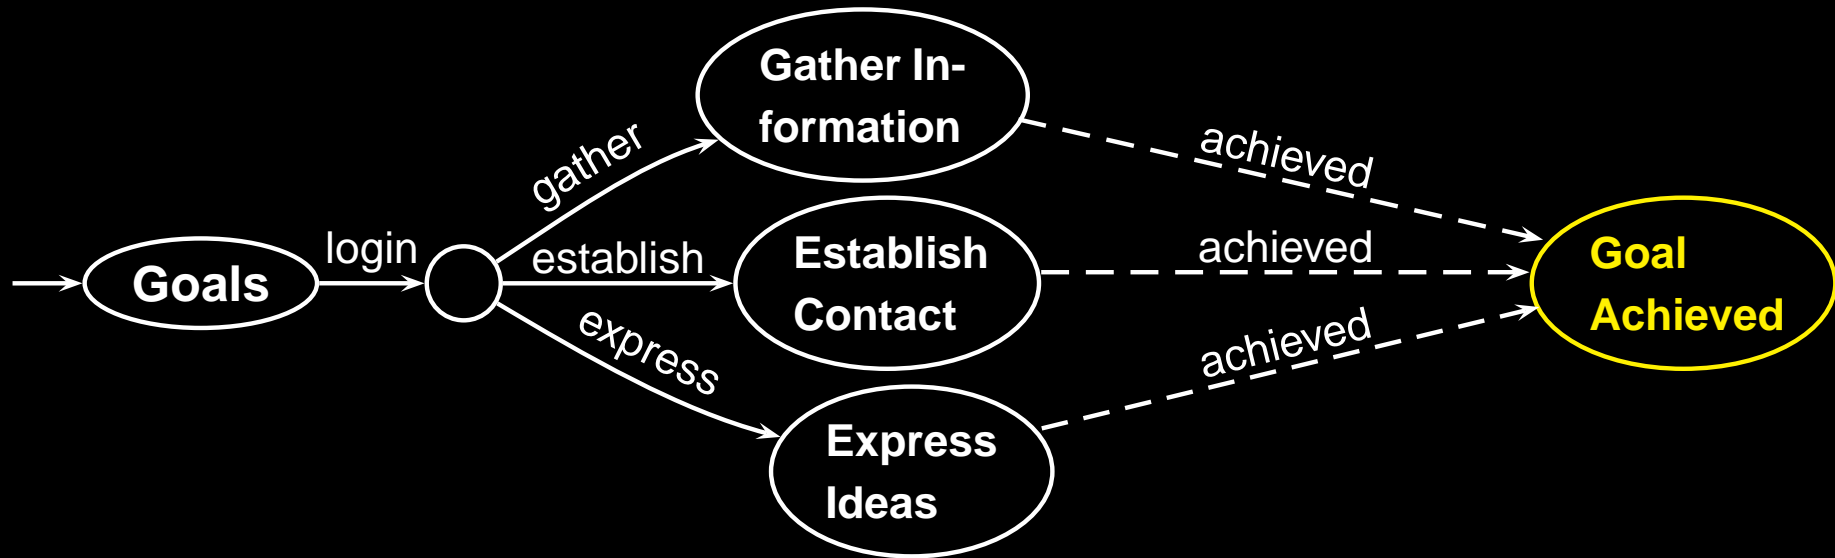 Goals
login
gather
establish
express
Gather In-
formation
Establish
Contact
Express
Ideas
achieved
achieved
achieved
Goal
Achieved